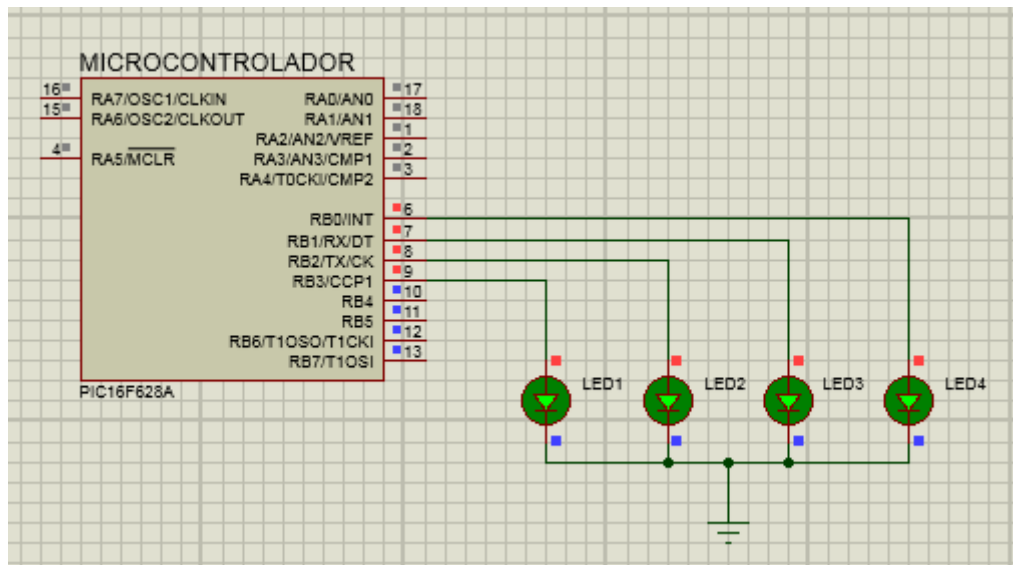 MICROCONTROLADOR
16
15
4
RA7/OSC1/CLKIN
RA6/OSC2/CLKOUT
RA5/MCLR
RA0/AN0
RA1/AN1
RA2/AN2/VREF
RA3/AN3/CMP1
RA4/T0CKI/CMP2
RB0/INT
RB1/RX/DT
RB2/TX/CK
RB3/CCP1
RB4
RB5
RB6/T1OSO/T1CKI
RB7/T1OSI
17
18
1
2
3
6
7
8
9
10
11
12
13
PIC16F628A
LED1
LED2
LED3
LED4